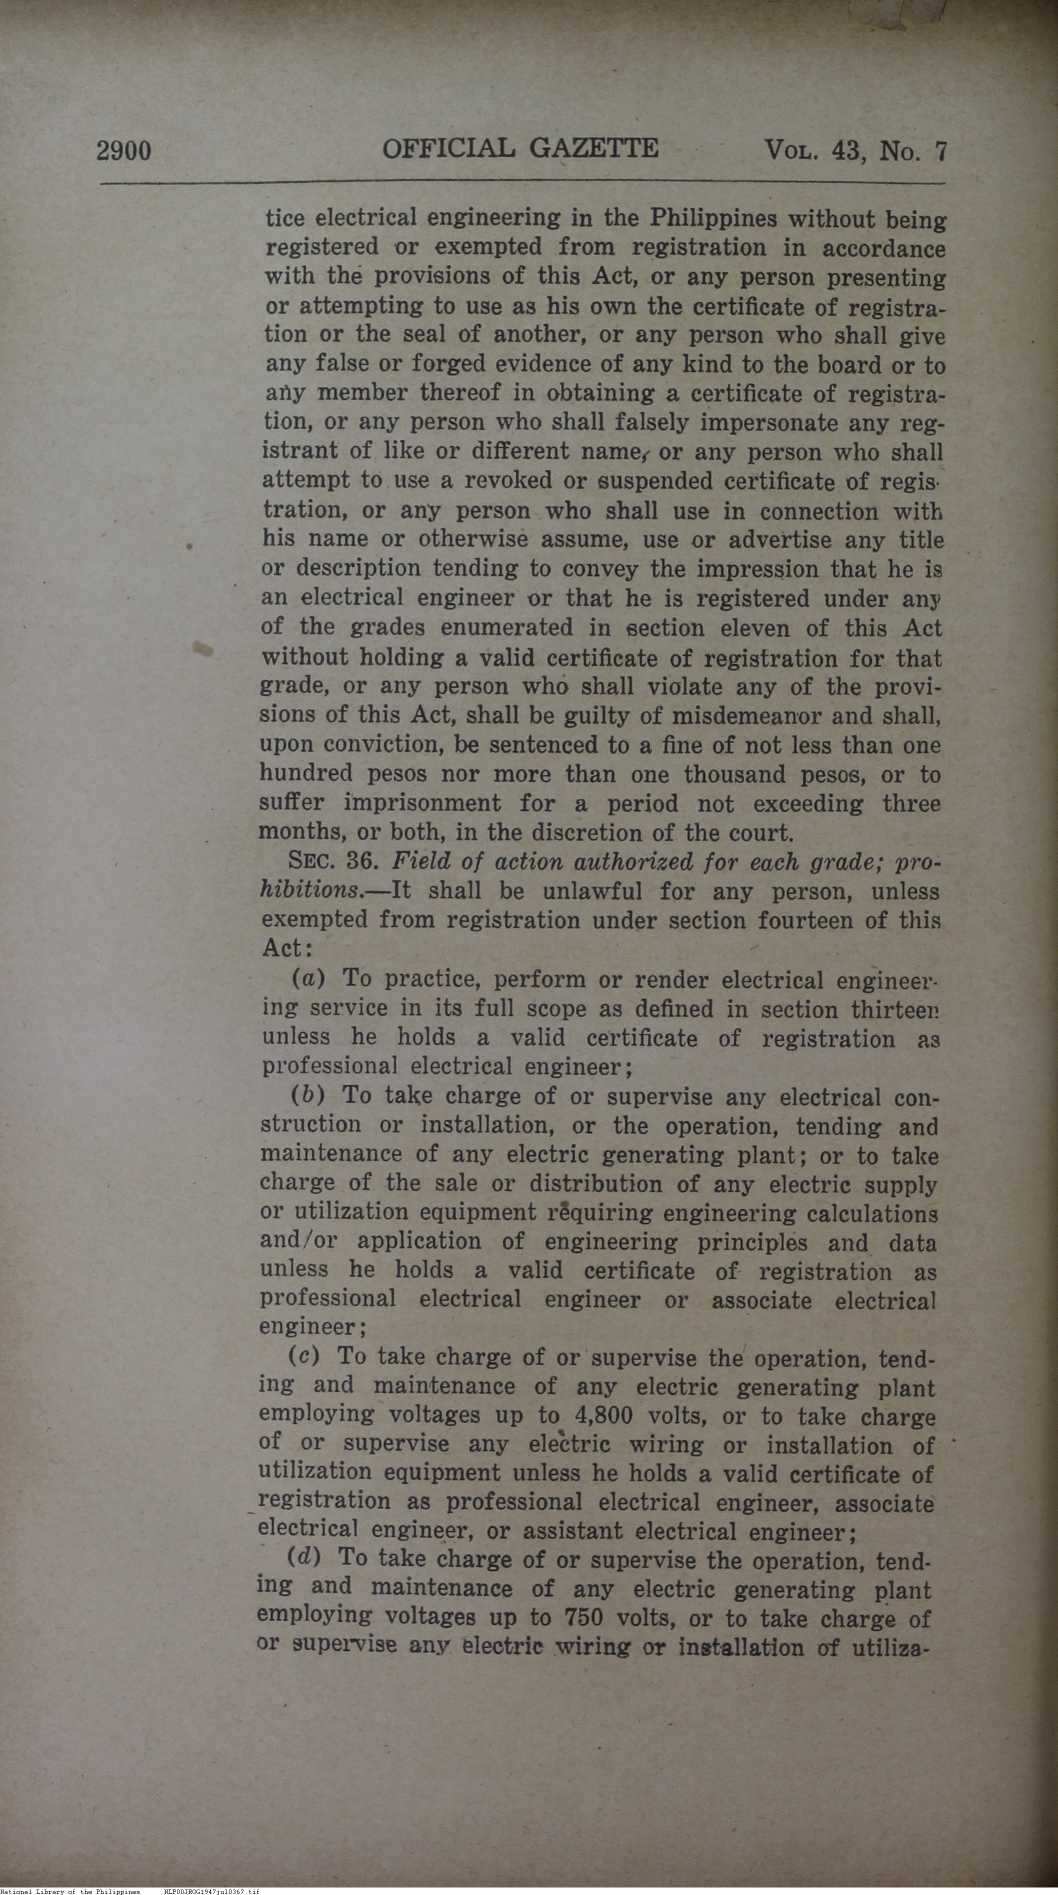 2900 OFFICIAL GAZETTE VOL. 43, No. 7
tice electrical engineering in the Philippines without being
registered or exempted from registration in accordance
with the provisions of this Act, or any person presenting
or attempting to use as his own the certificate of registra-
tion or the seal of another, or any person who shall give
any false or forged evidence of any kind to the board or to
any member thereof in obtaining a certificate of registra-
tion, or any person who shall falsely impersonate any reg-
istrant of like or different name, or any person who shall
attempt to use a revoked or suspended certificate of regis-
tration, or any person who shall use in connection with
his name or otherwise assume, use or advertise any title
or description tending to convey the impression that he is
an electrical engineer or that he is registered under any
of the grades enumerated in section eleven of this Act
without holding a valid certificate of registration for that
grade, or any person who shall violate any of the provi-
sions of this Act, shall be guilty of misdemeanor and shall,
upon conviction, be sentenced to a fine of not less than one
hundred pesos nor more than one thousand pesos, or to
suffer imprisonment for a period not exceeding three
months, or both, in the discretion of the court.
SEC. 36. Field of action authorized for each grade; pro-
hibitions.—It shall be unlawful for any person, unless
exempted from registration under section fourteen of this
Act:
(a) To practice, perform or render electrical engineer-
ing service in its full scope as defined in section thirteen
unless he holds a valid certificate of registration as
professional electrical engineer;
(b) To take charge of or supervise any electrical con-
struction or installation, or the operation, tending and
maintenance of any electric generating plant; or to take
charge of the sale or distribution of any electric supply
or utilization equipment requiring engineering calculations
and/or application of engineering principles and data
unless he holds a valid certificate of registration as
professional electrical engineer or associate electrical
engineer;
(c) To take charge of or supervise the operation, tend-
ing and maintenance of any electric generating plant
employing voltages up to 4,800 volts, or to take charge
of or supervise any electric wiring or installation of
utilization equipment unless he holds a valid certificate of
registration as professional electrical engineer, associate
electrical engineer, or assistant electrical engineer;
(d) To take charge of or supervise the operation, tend-
ing and maintenance of any electric generating plant
employing voltages up to 750 volts, or to take charge of
or supervise any electric wiring or installation of utiliza-
National Library of the Philippines NLP00JROG1947jul0367.tif